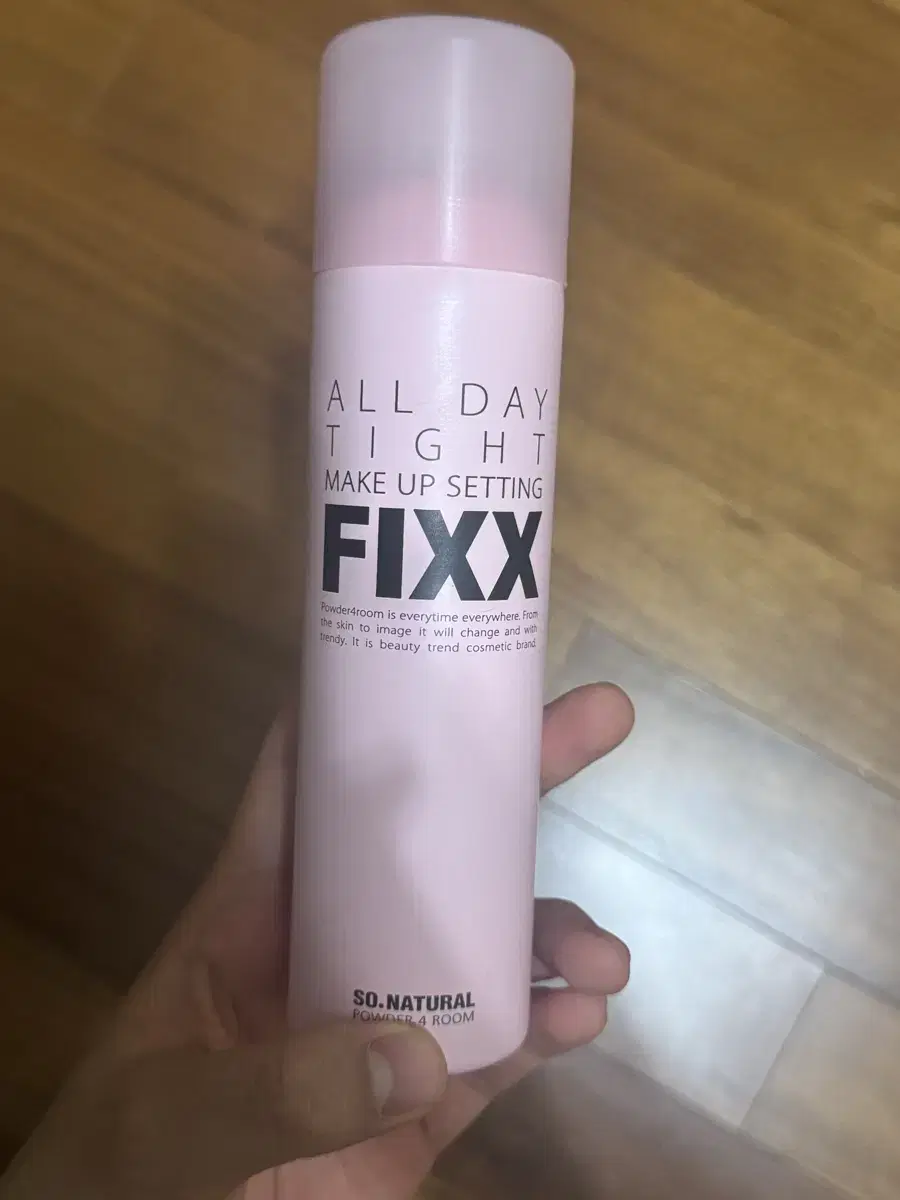 ALL DAY
TIGHT
MAKE UP SETTING
FIXX
Powder4room is everytime everywhere. From
the skin to image it will change and with
trendy. It is beauty trend cosmetic brand.
SO.NATURAL
POWDER 4 ROOM